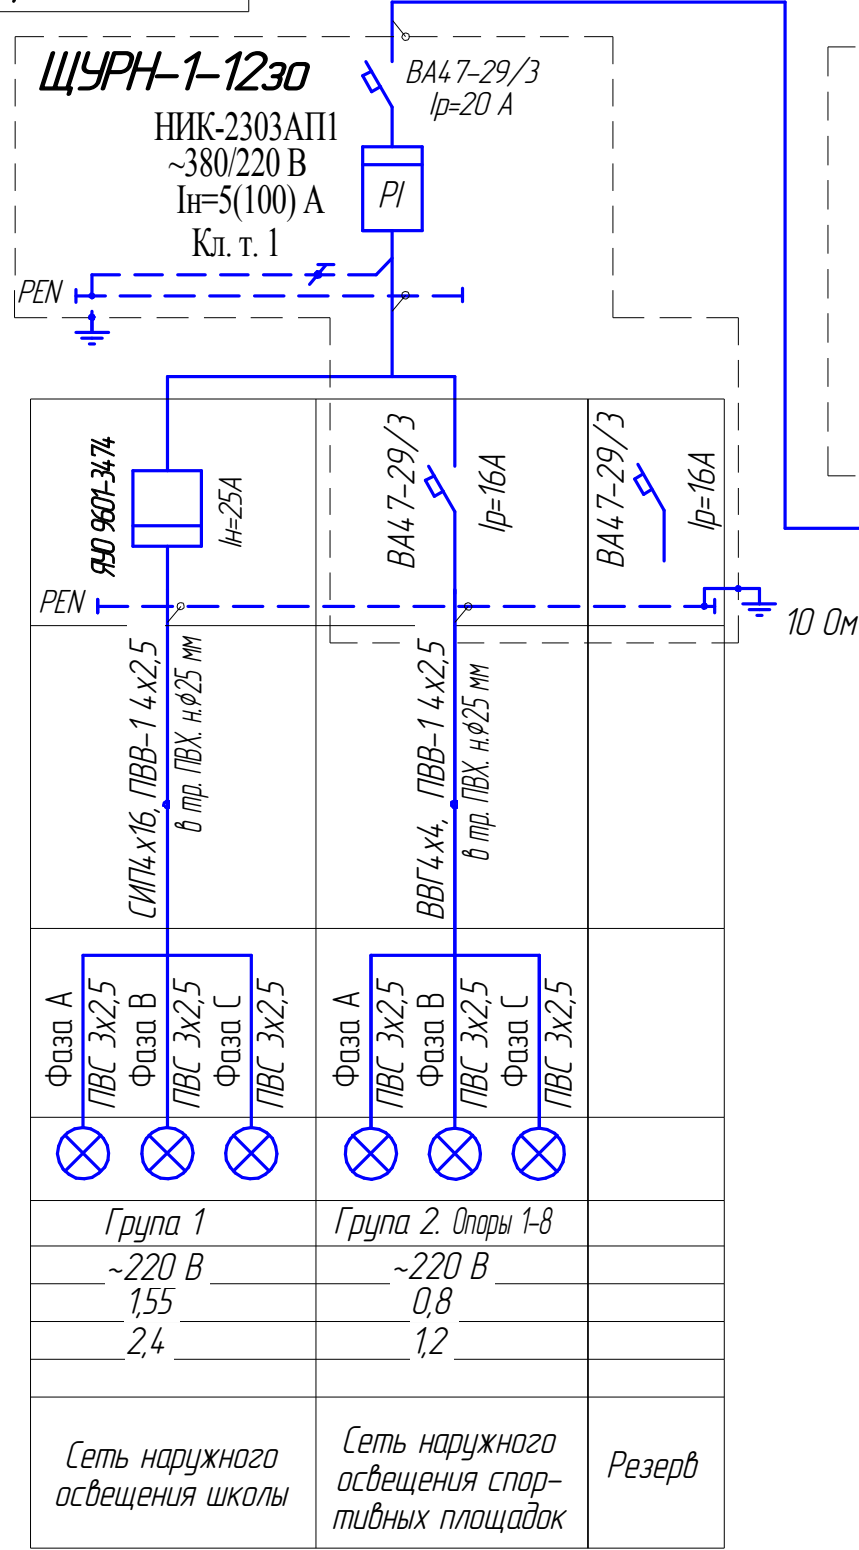 ЩУРН-1-12зо
ВА47-29/3
Iр=20 А
НИК-2303АП1
~380/220 В
Iн=5(100) А
Кл. т. 1
PI
PEN
ЯУО 9601-3474
Iн=25А
ВА47-29/3
Iр=16А
ВА47-29/3
Iр=16А
PEN
10 Ом
СИП4х16, ПВВ-1 4х2,5
в тр. ПВХ. н.ф25 мм
ВВГ4х4, ПВВ-1 4х2,5
в тр. ПВХ. н.ф25 мм
Фаза А
ПВС 3х2,5
Фаза В
ПВС 3х2,5
Фаза С
ПВС 3х2,5
Фаза А
ПВС 3х2,5
Фаза В
ПВС 3х2,5
Фаза С
ПВС 3х2,5
Група 1
Група 2. Опоры 1-8
~220 В
~220 В
1,55
0,8
2,4
1,2
Сеть наружного
освещения школы
Сеть наружного
освещения спор-
тивных площадок
Резерв